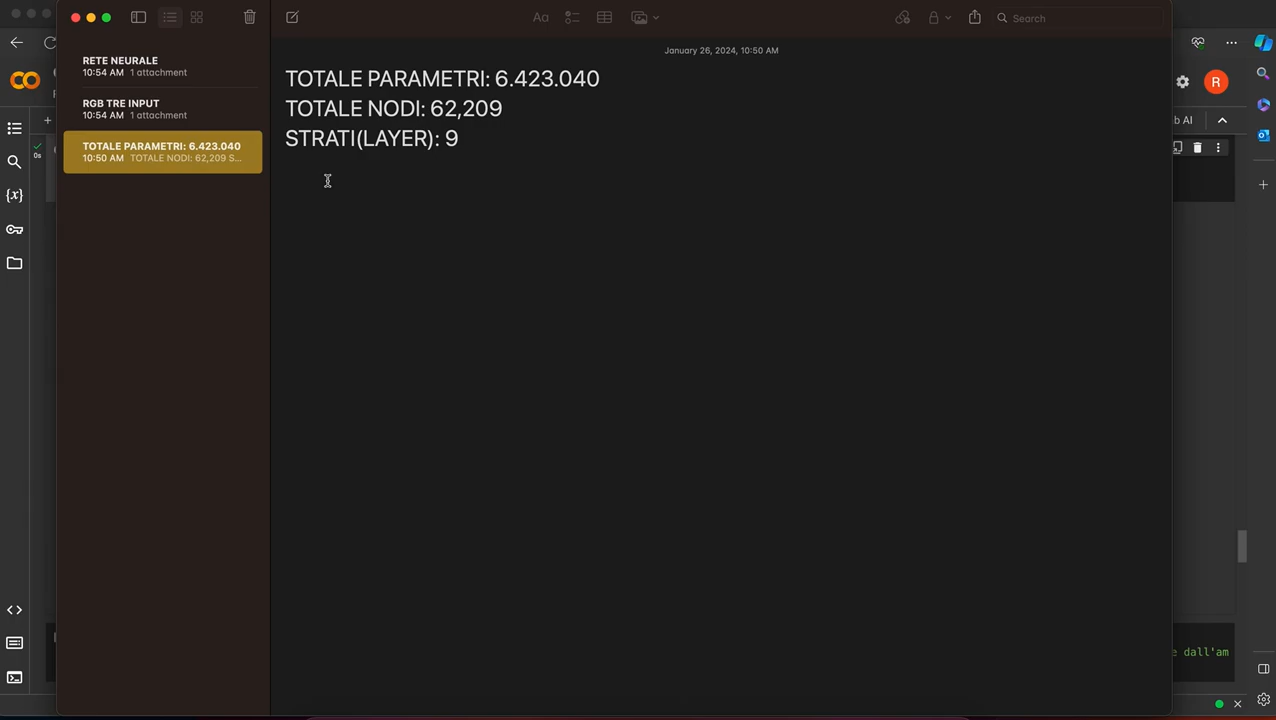 Search
January 26, 2024, 10:50 AM
RETE NEURALE
10:54 AM 1 attachment
RGB TRE INPUT
10:54 AM 1 attachment
TOTALE PARAMETRI: 6.423.040
10:50 AM TOTALE NODI: 62,209 S...
TOTALE PARAMETRI: 6.423.040
TOTALE NODI: 62,209
STRATI(LAYER): 9
R
AI
0s
{x}
dall'am